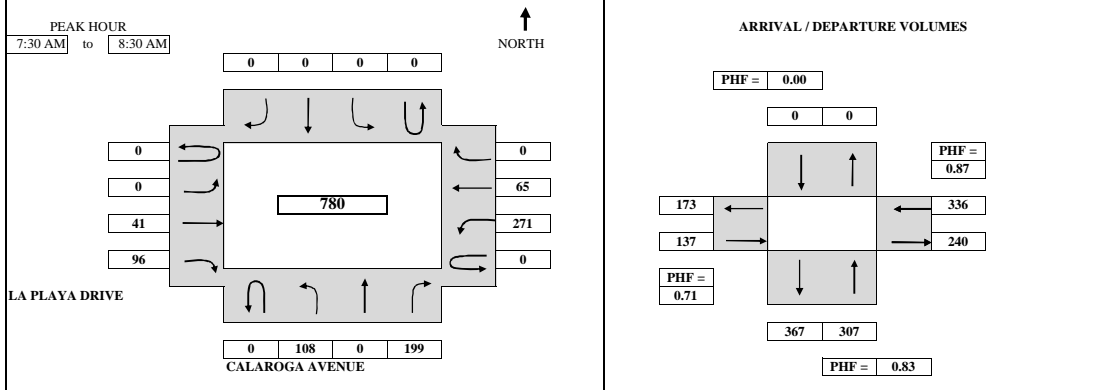 PEAK HOUR
7:30 AM to 8:30 AM
NORTH
0 0 0 0
0 0
0 65
780
41 271
96 0
LA PLAYA DRIVE
0 108 0 199
CALAROGA AVENUE
ARRIVAL / DEPARTURE VOLUMES
PHF = 0.00
0 0
PHF =
0.87
173 336
137 240
PHF =
0.71
367 307
PHF = 0.83